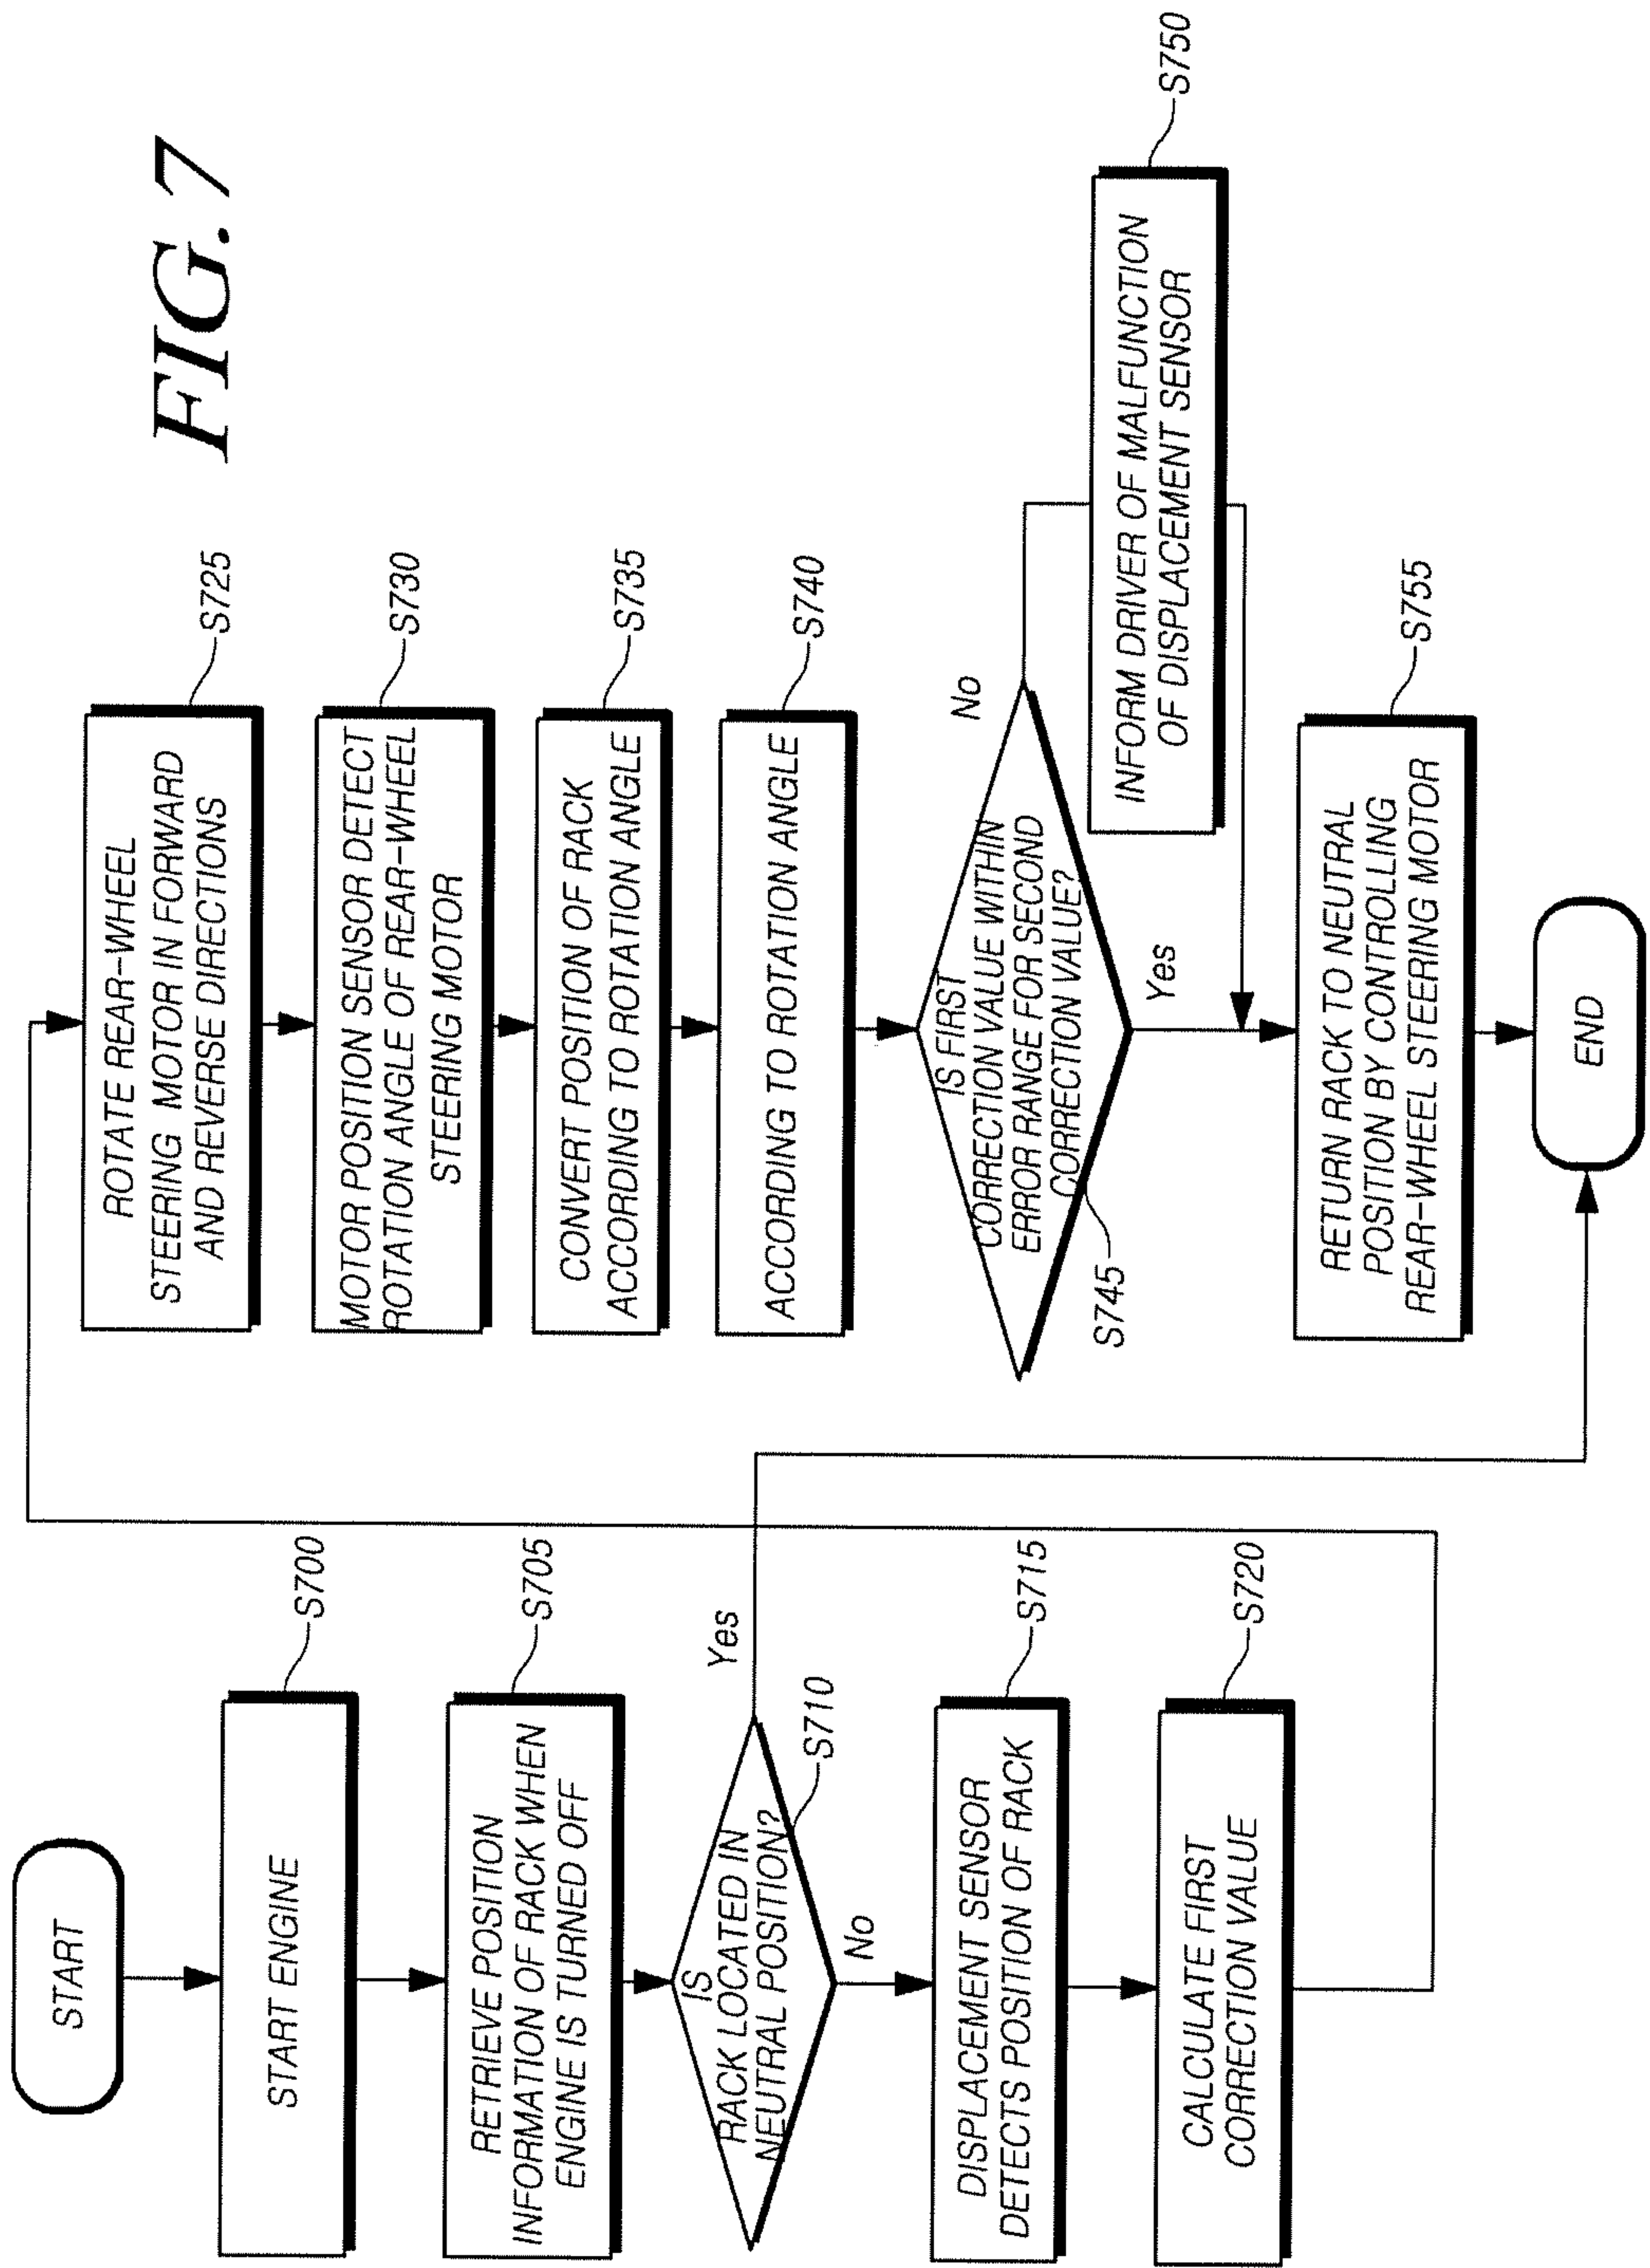 FIG. 7
START
START ENGINE
S700
RETRIEVE POSITION
INFORMATION OF RACK WHEN
ENGINE IS TURNED OFF
S705
IS
RACK LOCATED IN
NEUTRAL POSITION?
S710
Yes
No
DISPLACEMENT SENSOR
DETECTS POSITION OF RACK
S715
CALCULATE FIRST
CORRECTION VALUE
S720
ROTATE REAR-WHEEL
STEERING MOTOR IN FORWARD
AND REVERSE DIRECTIONS
S725
MOTOR POSITION SENSOR DETECT
ROTATION ANGLE OF REAR-WHEEL
STEERING MOTOR
S730
CONVERT POSITION OF RACK
ACCORDING TO ROTATION ANGLE
S735
ACCORDING TO ROTATION ANGLE
S740
IS FIRST
CORRECTION VALUE WITHIN
ERROR RANGE FOR SECOND
CORRECTION VALUE?
S745
No
Yes
INFORM DRIVER OF MALFUNCTION
OF DISPLACEMENT SENSOR
S750
RETURN RACK TO NEUTRAL
POSITION BY CONTROLLING
REAR-WHEEL STEERING MOTOR
S755
END